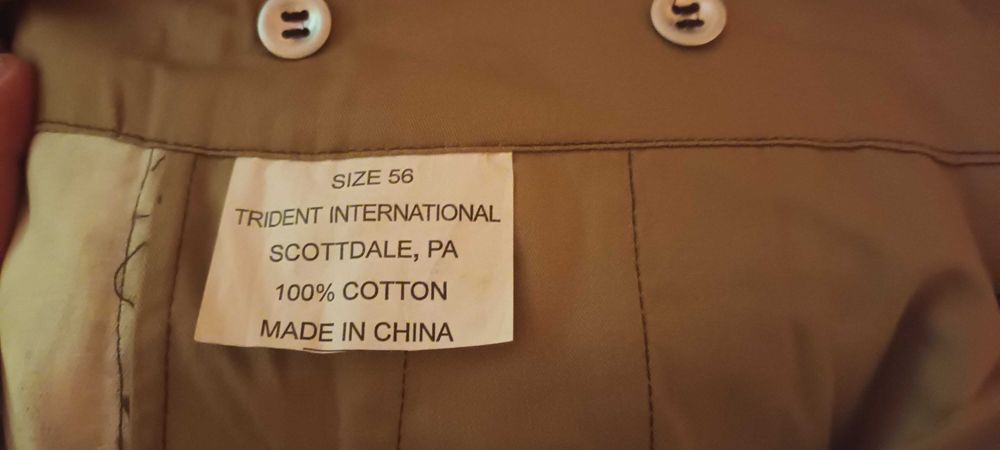 SIZE 56
TRIDENT INTERNATIONAL
SCOTTDALE, PA
100% COTTON
MADE IN CHINA